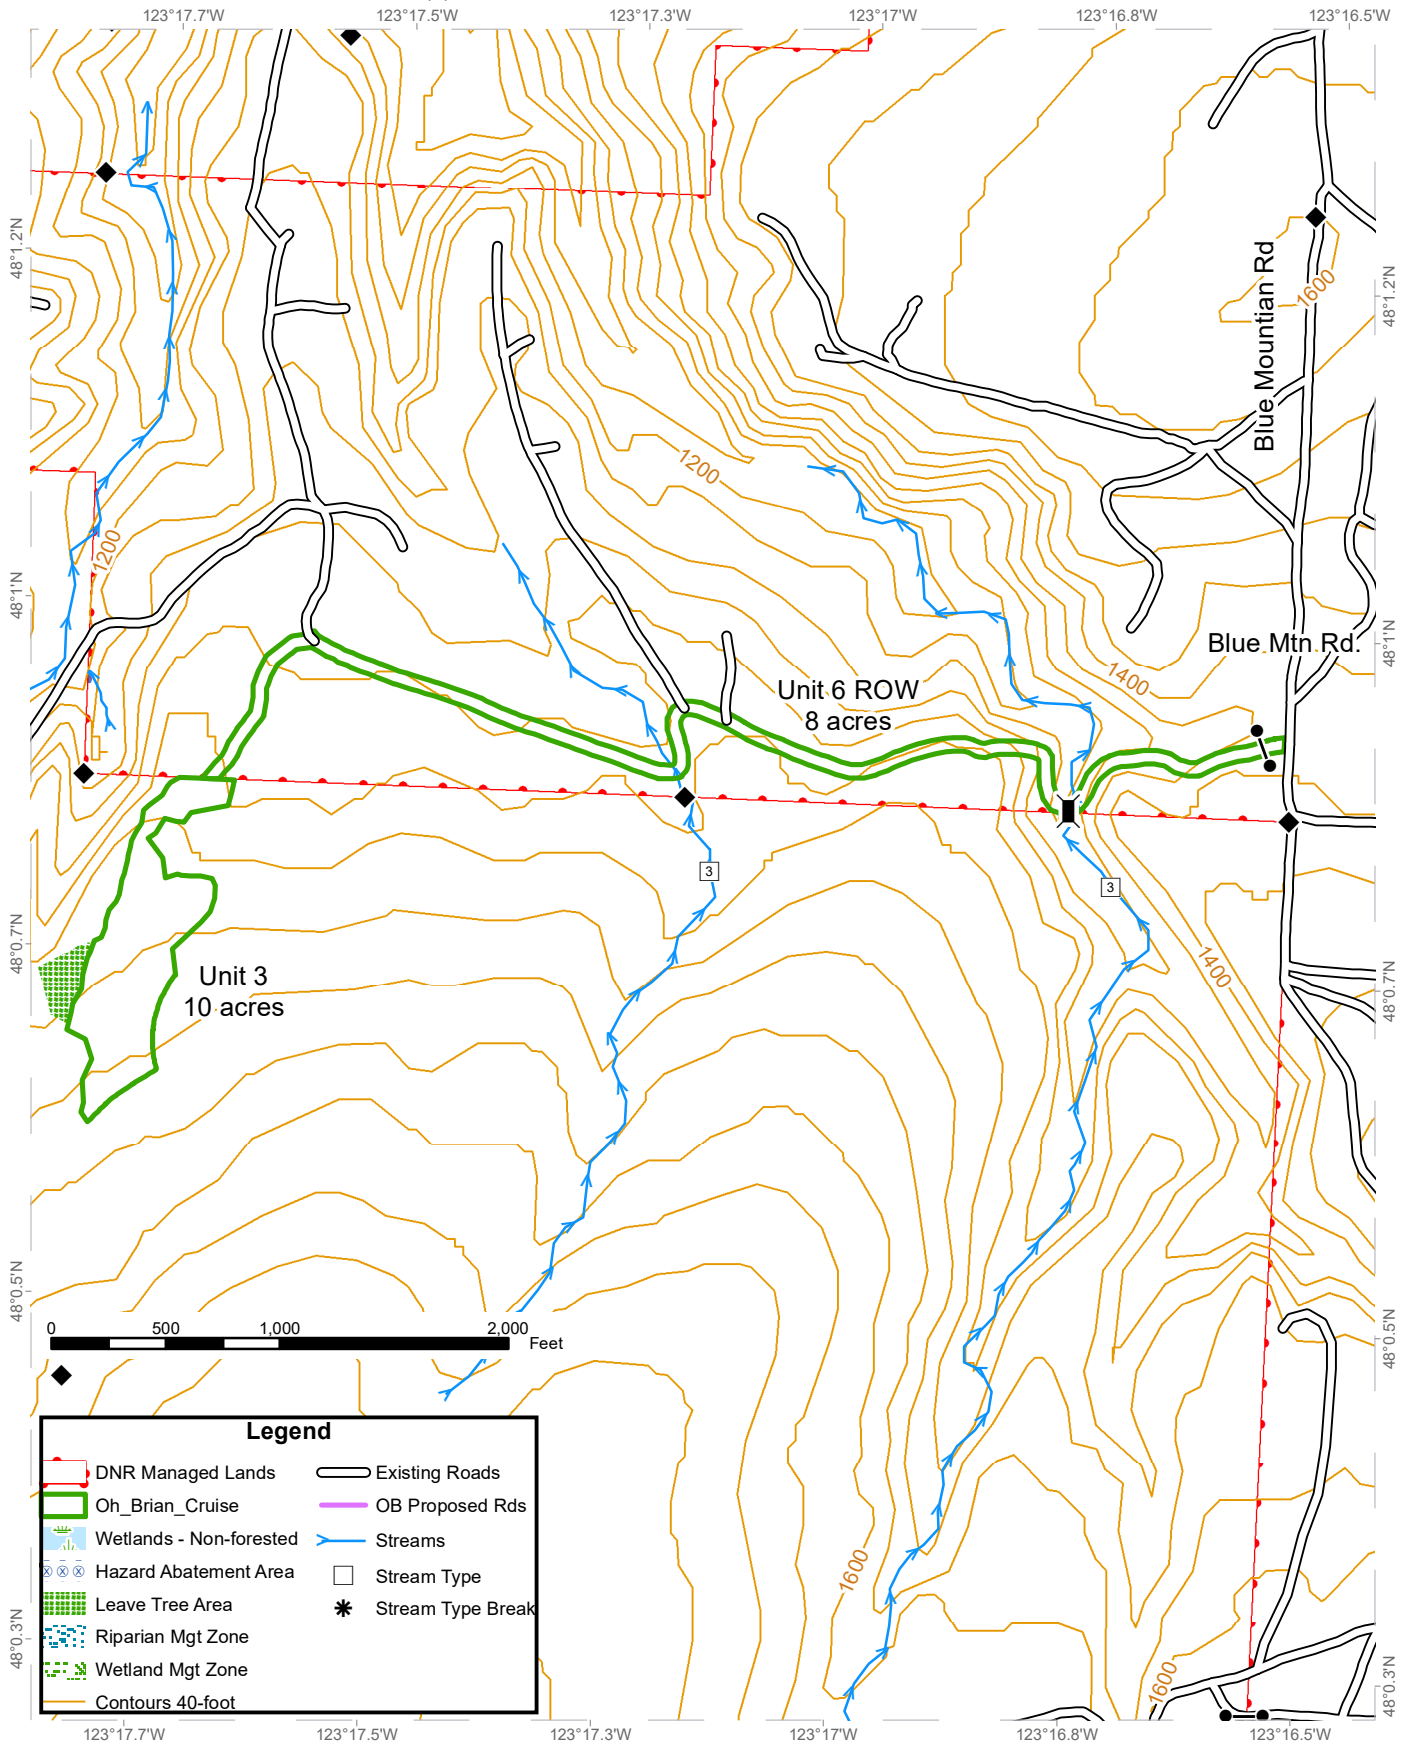 123°17.7'W 123°17.5'W 123°17.3'W 123°17'W 123°16.8'W 123°16.5'W
48°1.2'N
48°1.2'N
Blue Mountian Rd
1600
1200
1200
48°1'N
48°1'N
Blue Mtn Rd.
1400
Unit 6 ROW
8 acres
3
3
48°0.7'N
48°0.7'N
1400
Unit 3
10 acres
48°0.5'N
48°0.5'N
0 500 1,000 2,000
Feet
Legend
DNR Managed Lands
Oh_Brian_Cruise
Wetlands - Non-forested
Hazard Abatement Area
Leave Tree Area
Riparian Mgt Zone
Wetland Mgt Zone
Contours 40-foot
Existing Roads
OB Proposed Rds
Streams
Stream Type
Stream Type Break
1600
1600
48°0.3'N
48°0.3'N
123°17.7'W 123°17.5'W 123°17.3'W 123°17'W 123°16.8'W 123°16.5'W